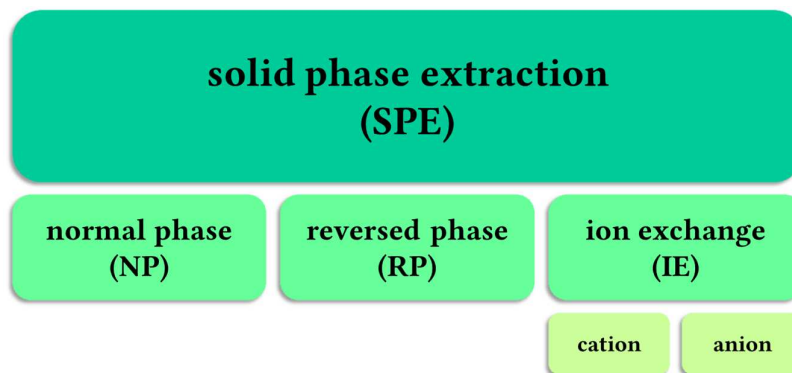 solid phase extraction
(SPE)
normal phase
(NP)
reversed phase
(RP)
ion exchange
(IE)
cation
anion